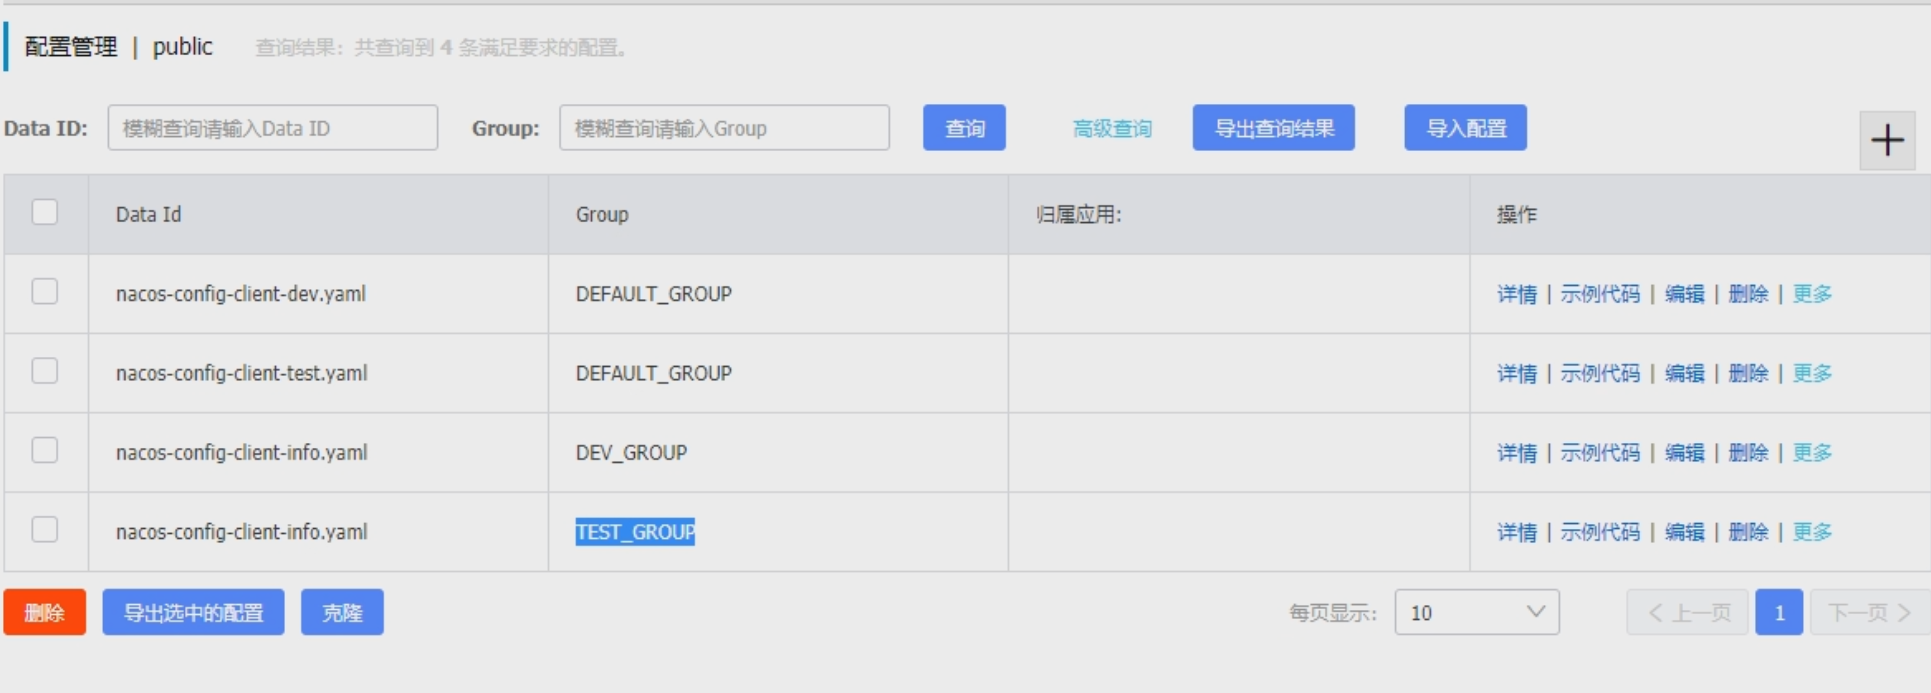 配置管理 | public 查询结果：共查询到 4 条满足要求的配置。
Data ID: 模糊查询请输入Data ID Group: 模糊查询请输入Group 查询 高级查询 导出查询结果 导入配置
Data Id Group 归属应用: 操作
nacos-config-client-dev.yaml DEFAULT_GROUP 详情 | 示例代码 | 编辑 | 删除 | 更多
nacos-config-client-test.yaml DEFAULT_GROUP 详情 | 示例代码 | 编辑 | 删除 | 更多
nacos-config-client-info.yaml DEV_GROUP 详情 | 示例代码 | 编辑 | 删除 | 更多
nacos-config-client-info.yaml TEST_GROUP 详情 | 示例代码 | 编辑 | 删除 | 更多
删除 导出选中的配置 克隆 每页显示: 10 < 上一页 1 下一页 >